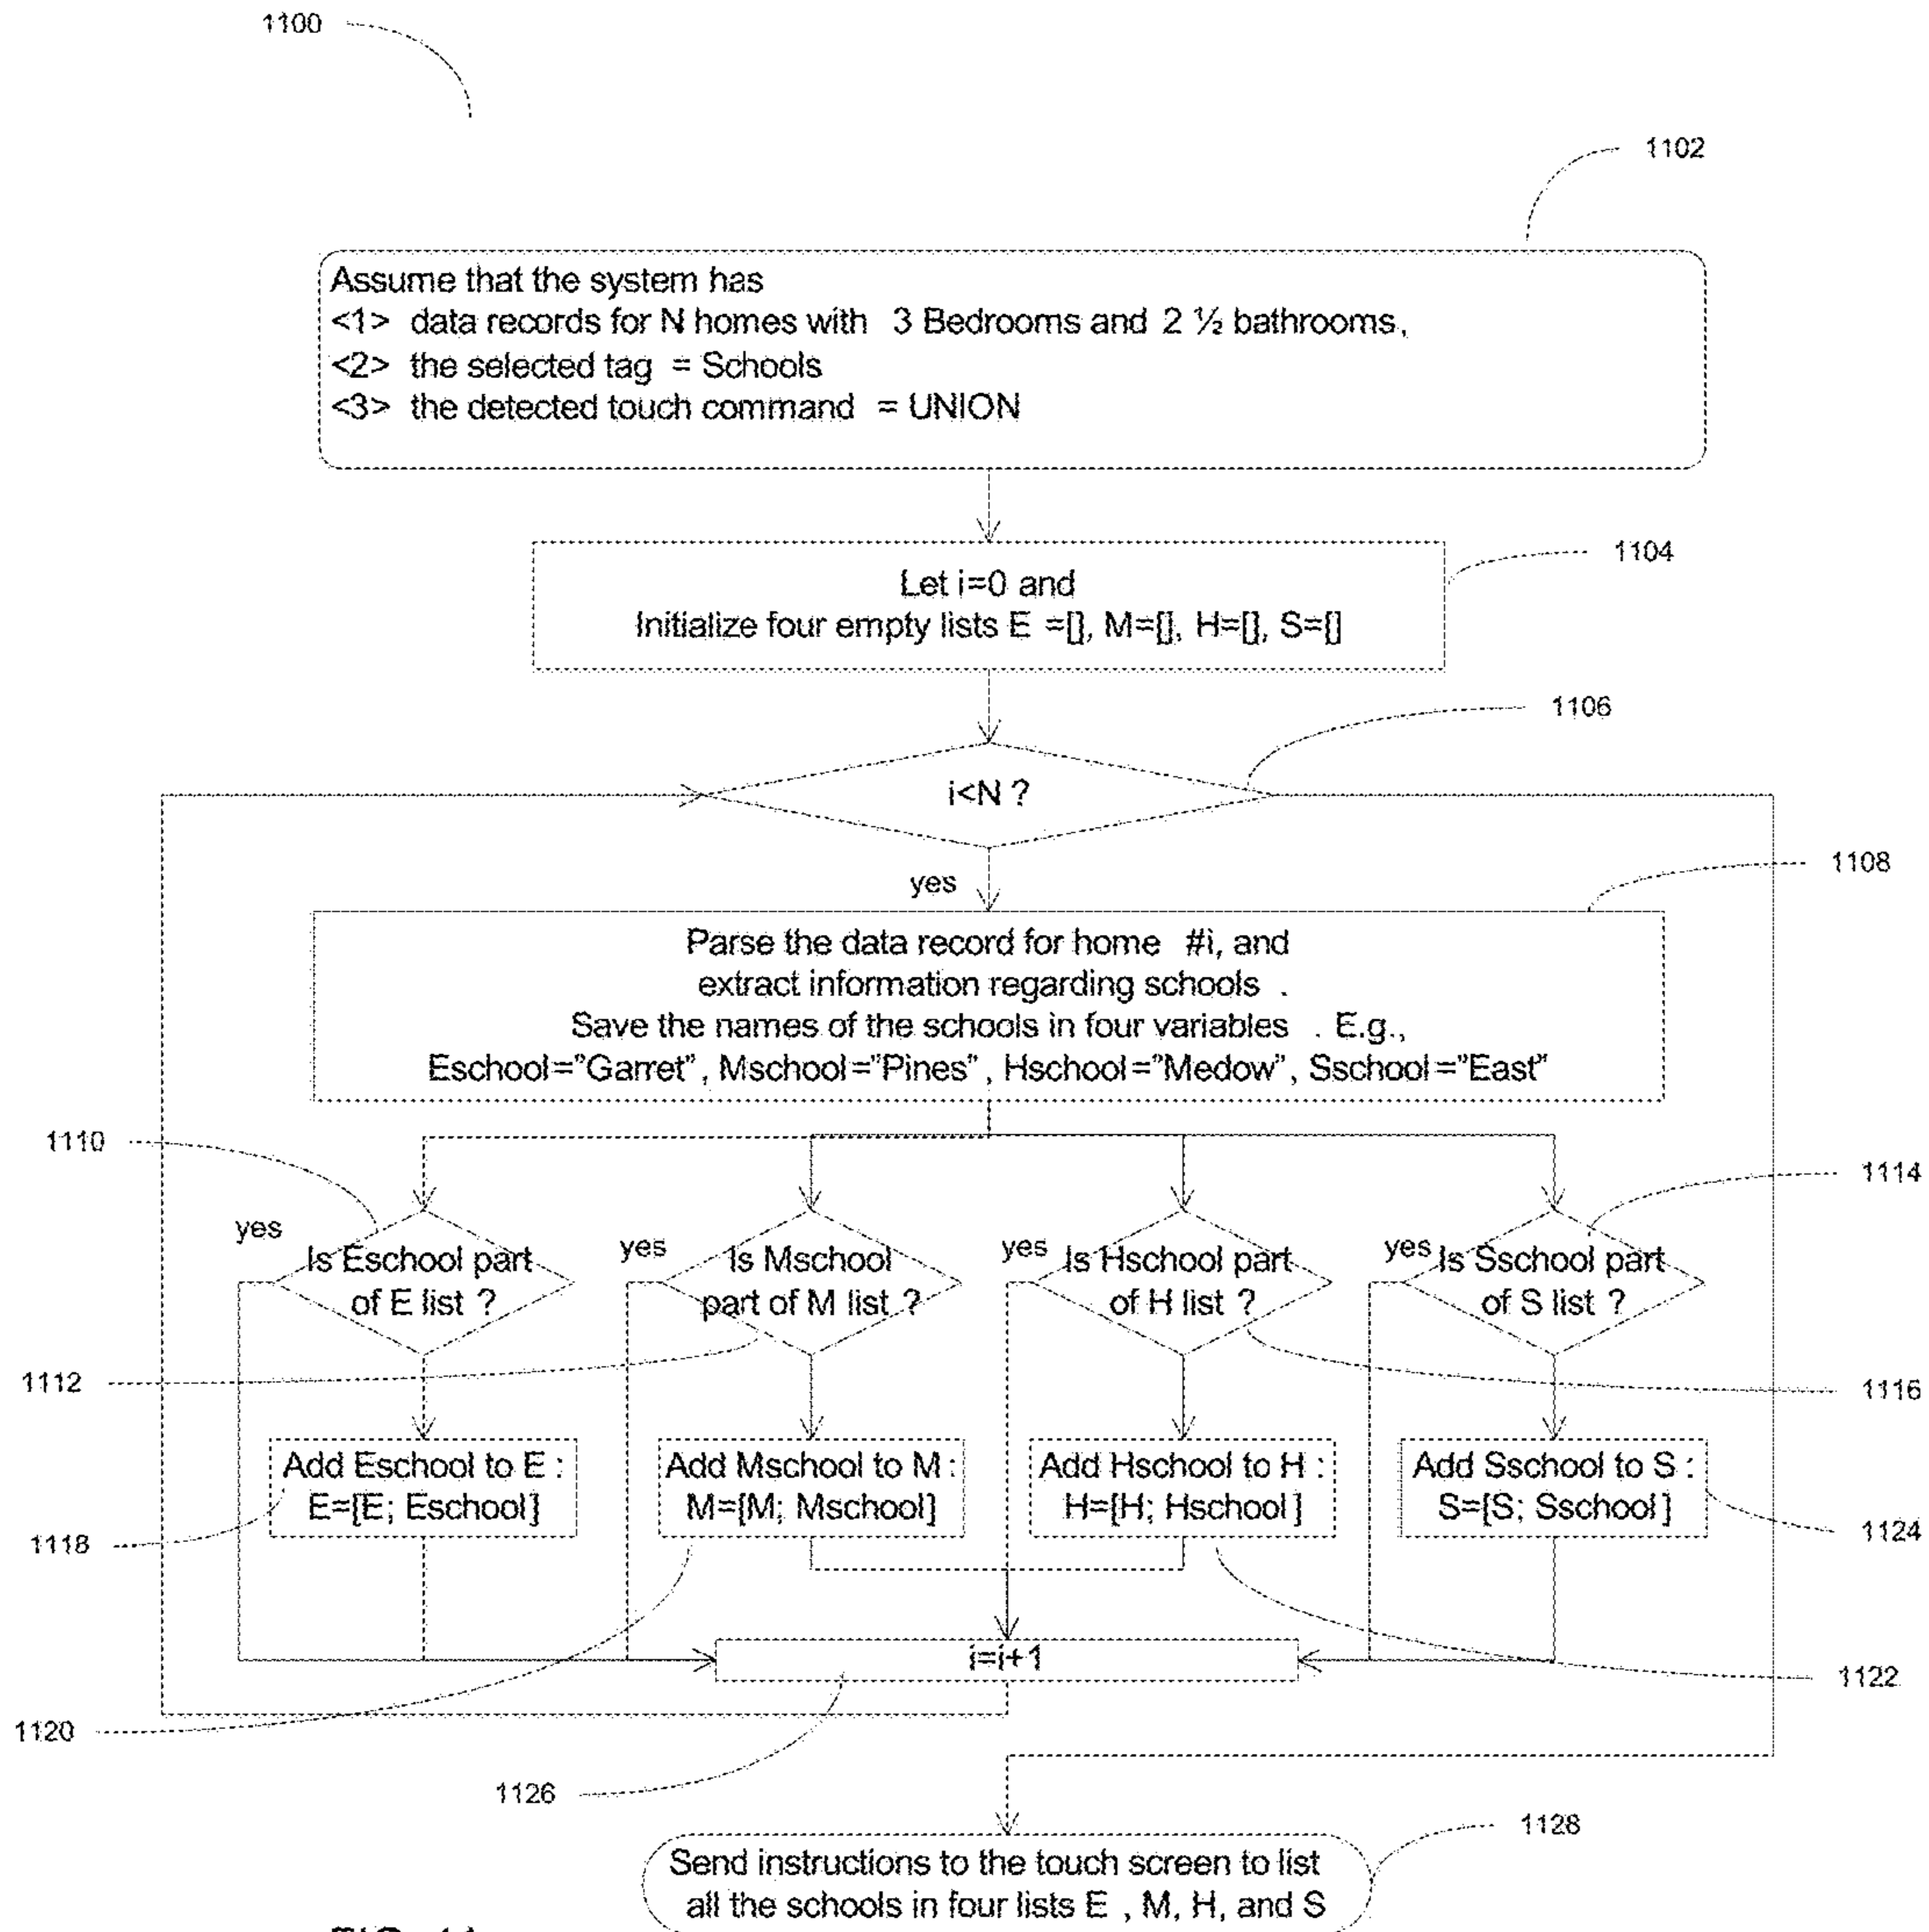 1100
1102
Assume that the system has
<1> data records for N homes with 3 Bedrooms and 2 ½ bathrooms,
<2> the selected tag = Schools
<3> the detected touch command = UNION
1104
Let i=0 and
Initialize four empty lists E =[], M=[], H=[], S=[]
1106
i<N ?
1108
yes
Parse the data record for home #i, and
extract information regarding schools .
Save the names of the schools in four variables . E.g.,
Eschool="Garret", Mschool="Pines", Hschool="Medow", Sschool="East"
1110
1114
yes
Is Eschool part
of E list ?
yes
Is Mschool
part of M list ?
yes
Is Hschool part
of H list ?
yes
Is Sschool part
of S list ?
1112
1116
Add Eschool to E :
E=[E; Eschool]
Add Mschool to M :
M=[M; Mschool]
Add Hschool to H :
H=[H; Hschool ]
Add Sschool to S :
S=[S; Sschool ]
1118
1124
i=i+1
1122
1120
1126
1128
Send instructions to the touch screen to list
all the schools in four lists E , M, H, and S